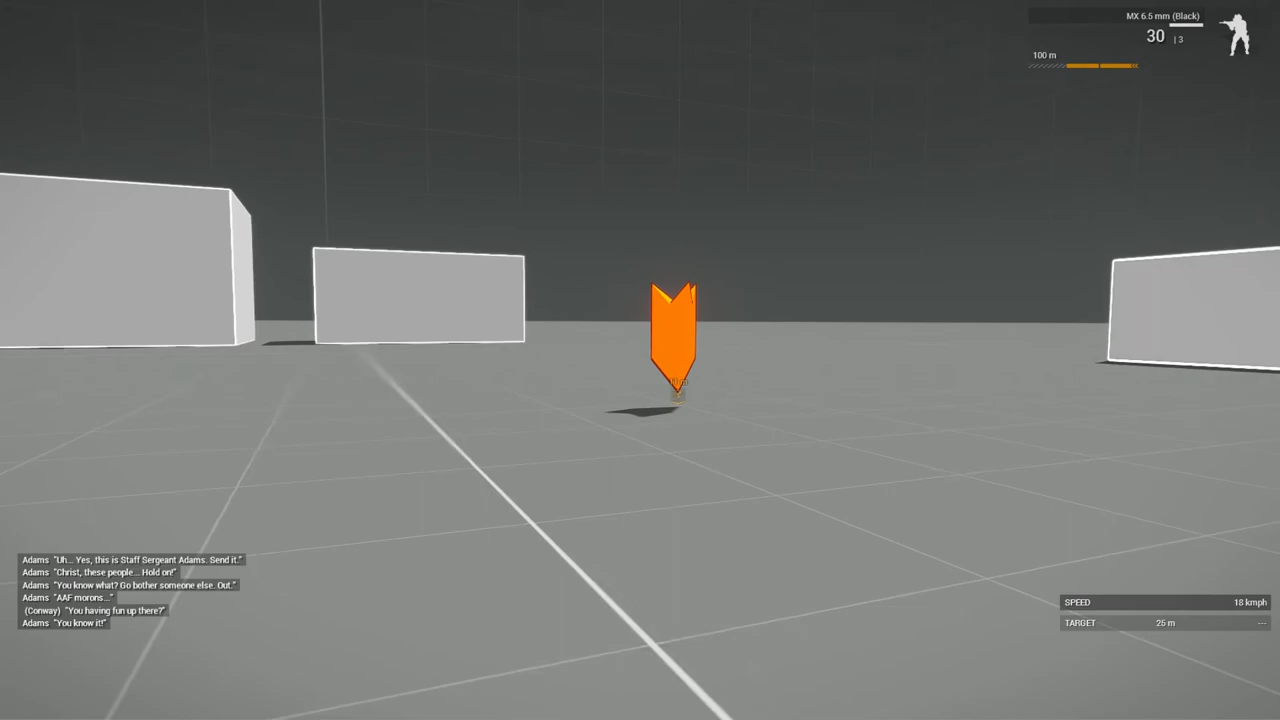 MX 6.5 mm (Black)
30 | 3
100 m
Adams "Uh... Yes, this is Staff Sergeant Adams. Send it."
Adams "Christ, these people... Hold on!"
Adams "You know what? Go bother someone else. Out."
Adams "AAF morons..."
(Conway) "You having fun up there?"
Adams "You know it!"
SPEED 18 kmph
TARGET 25 m ---